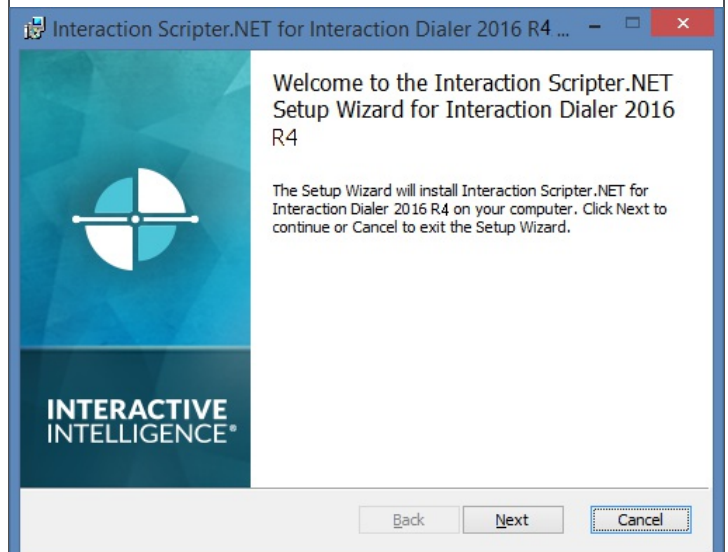 Interaction Scripter.NET for Interaction Dialer 2016 R4 ...
Welcome to the Interaction Scripter.NET
Setup Wizard for Interaction Dialer 2016
R4
The Setup Wizard will install Interaction Scripter.NET for
Interaction Dialer 2016 R4 on your computer. Click Next to
continue or Cancel to exit the Setup Wizard.
INTERACTIVE
INTELLIGENCE®
Back Next Cancel